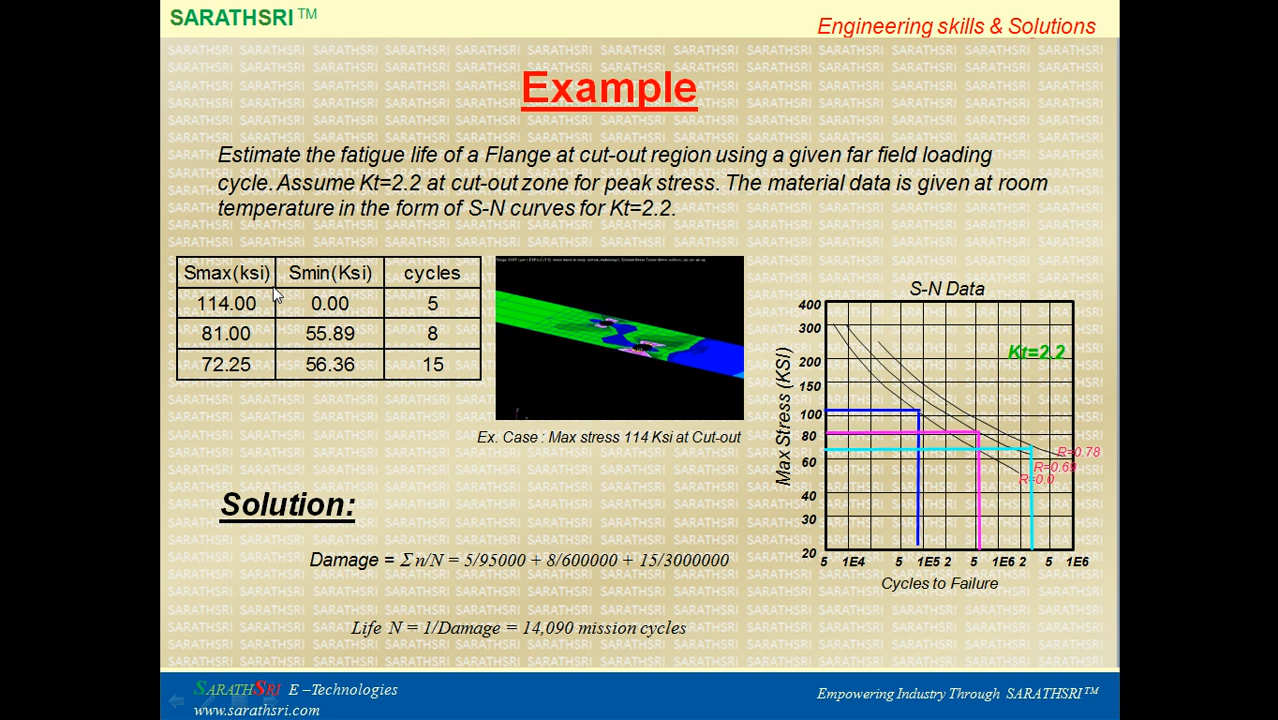 SARATHSRI™
Engineering skills & Solutions
Example
Estimate the fatigue life of a Flange at cut-out region using a given far field loading
cycle. Assume Kt=2.2 at cut-out zone for peak stress. The material data is given at room
temperature in the form of S-N curves for Kt=2.2.
Smax(ksi) Smin(Ksi) cycles
114.00 0.00 5
81.00 55.89 8
72.25 56.36 15
Ex. Case : Max stress 114 Ksi at Cut-out
S-N Data
Max Stress (KSI)
400
300
200
150
100
80
60
40
30
20
Kt=2.2
R=0.78
R=0.69
R=0.0
5 1E4 5 1E5 2 5 1E6 2 5 1E6
Cycles to Failure
Solution:
Damage = Σ n/N = 5/95000 + 8/600000 + 15/3000000
Life N = 1/Damage = 14,090 mission cycles
SARATHSRI E –Technologies
www.sarathsri.com
Empowering Industry Through SARATHSRI™